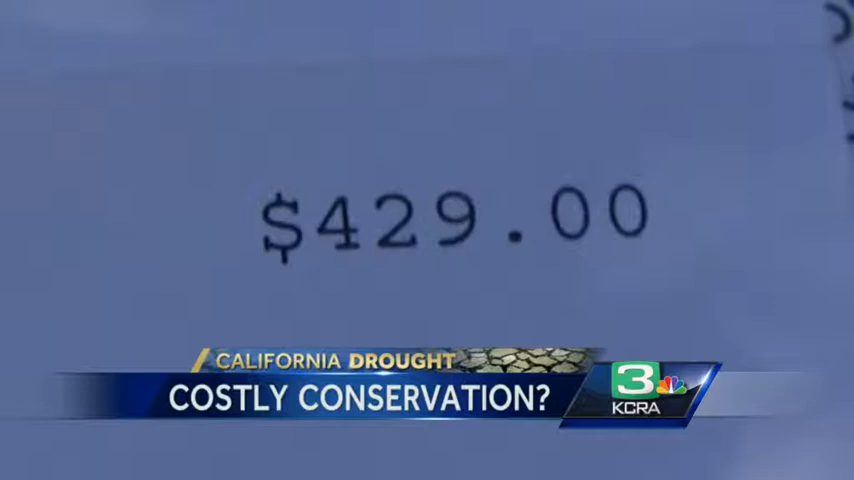 $429.00
CALIFORNIA DROUGHT
COSTLY CONSERVATION?
3
KCRA